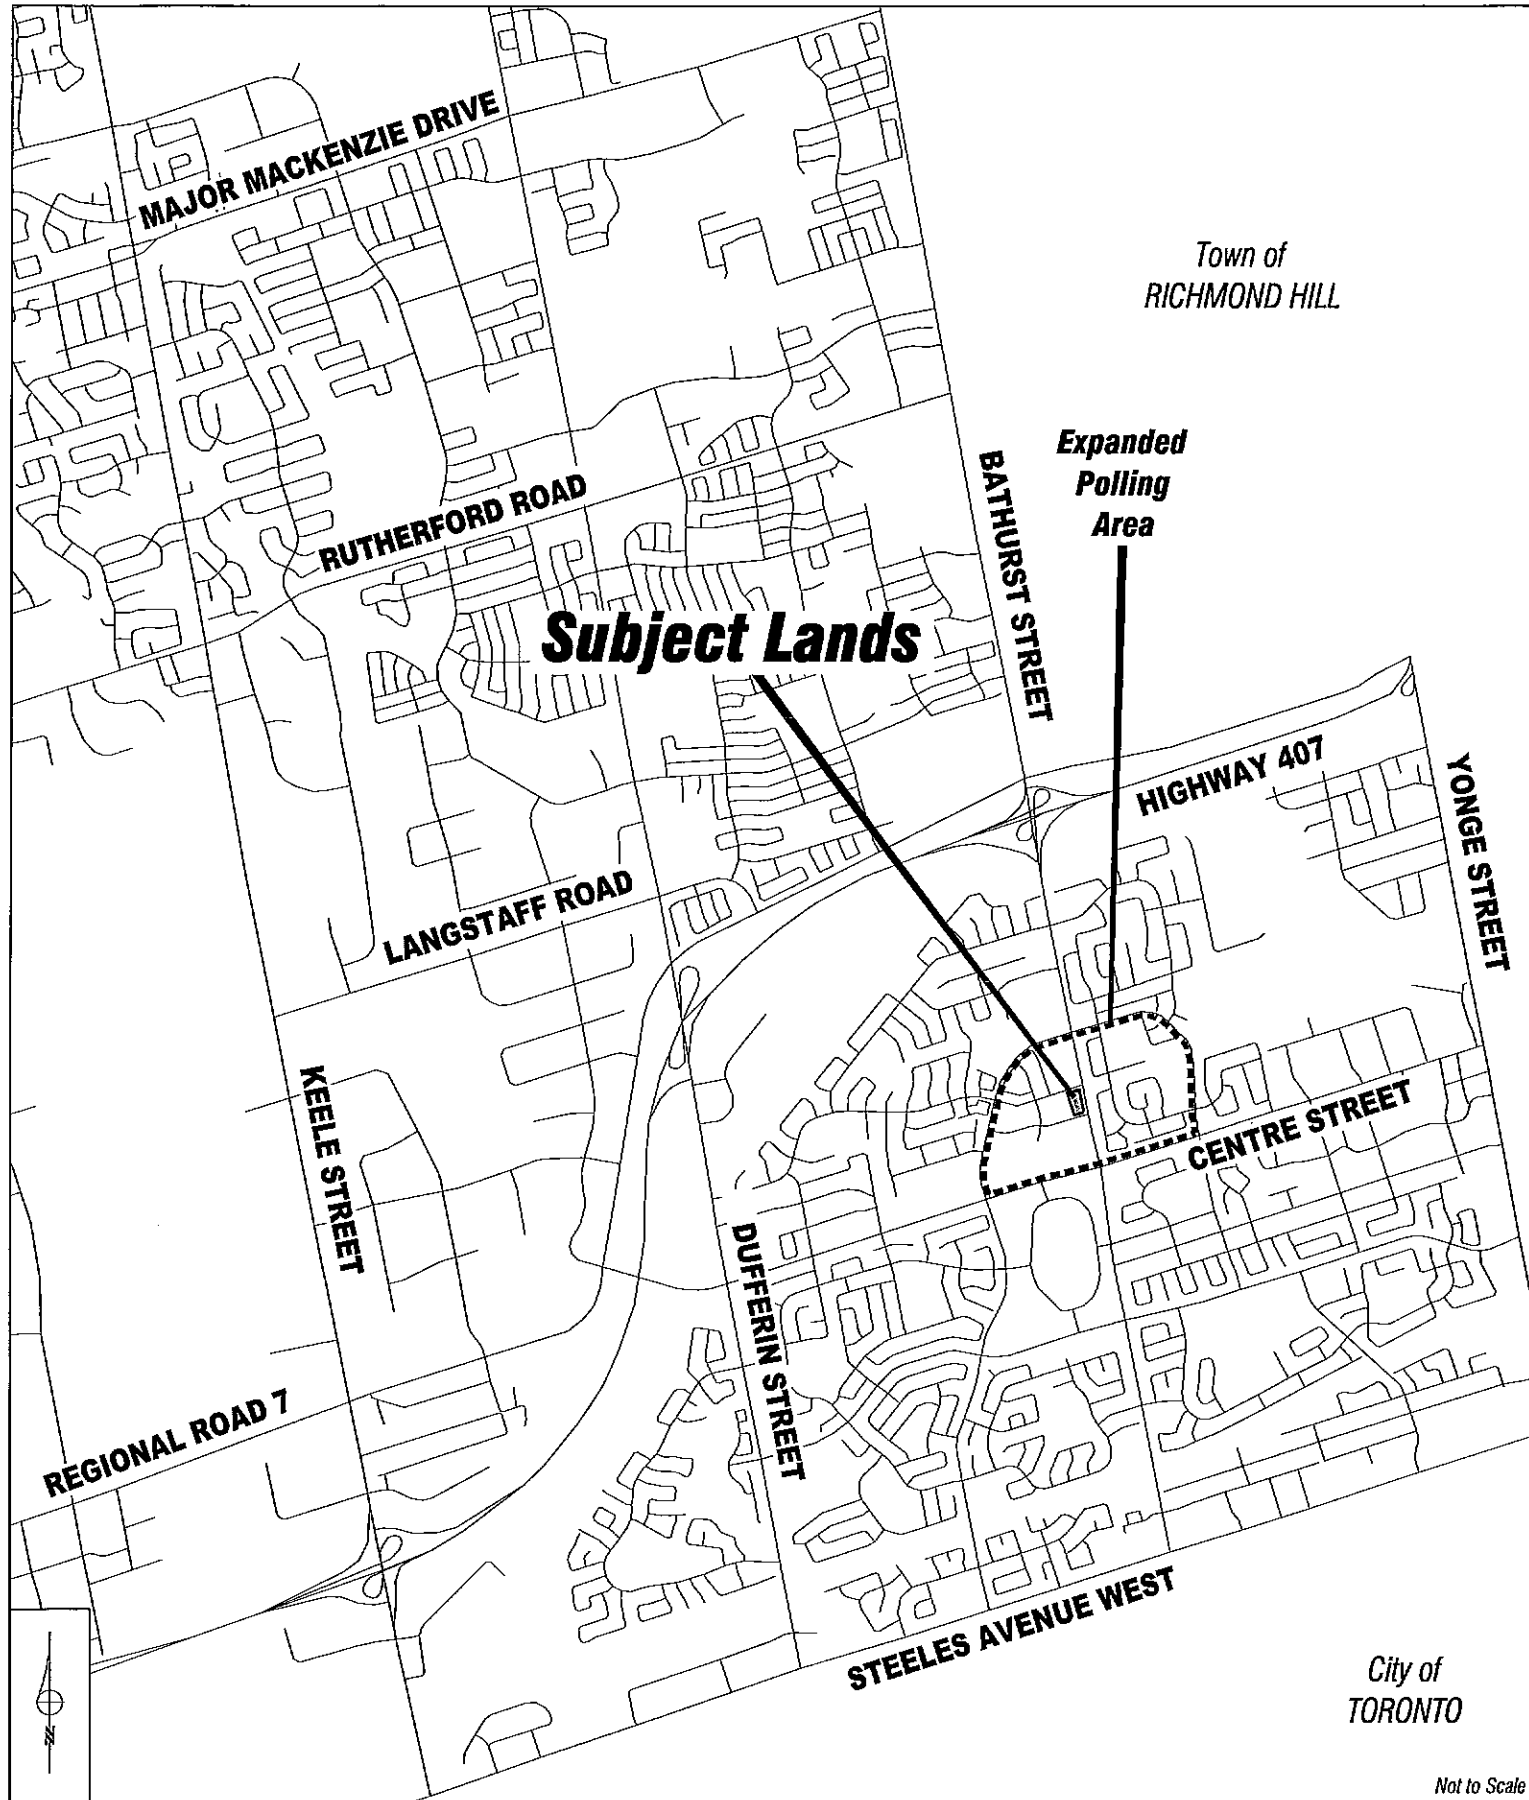 MAJOR MACKENZIE DRIVE
Town of
RICHMOND HILL
Expanded
Polling
Area
BATHURST STREET
RUTHERFORD ROAD
Subject Lands
HIGHWAY 407
YONGE STREET
LANGSTAFF ROAD
KEELE STREET
CENTRE STREET
DUFFERIN STREET
REGIONAL ROAD 7
STEELES AVENUE WEST
City of
TORONTO
N
Not to Scale